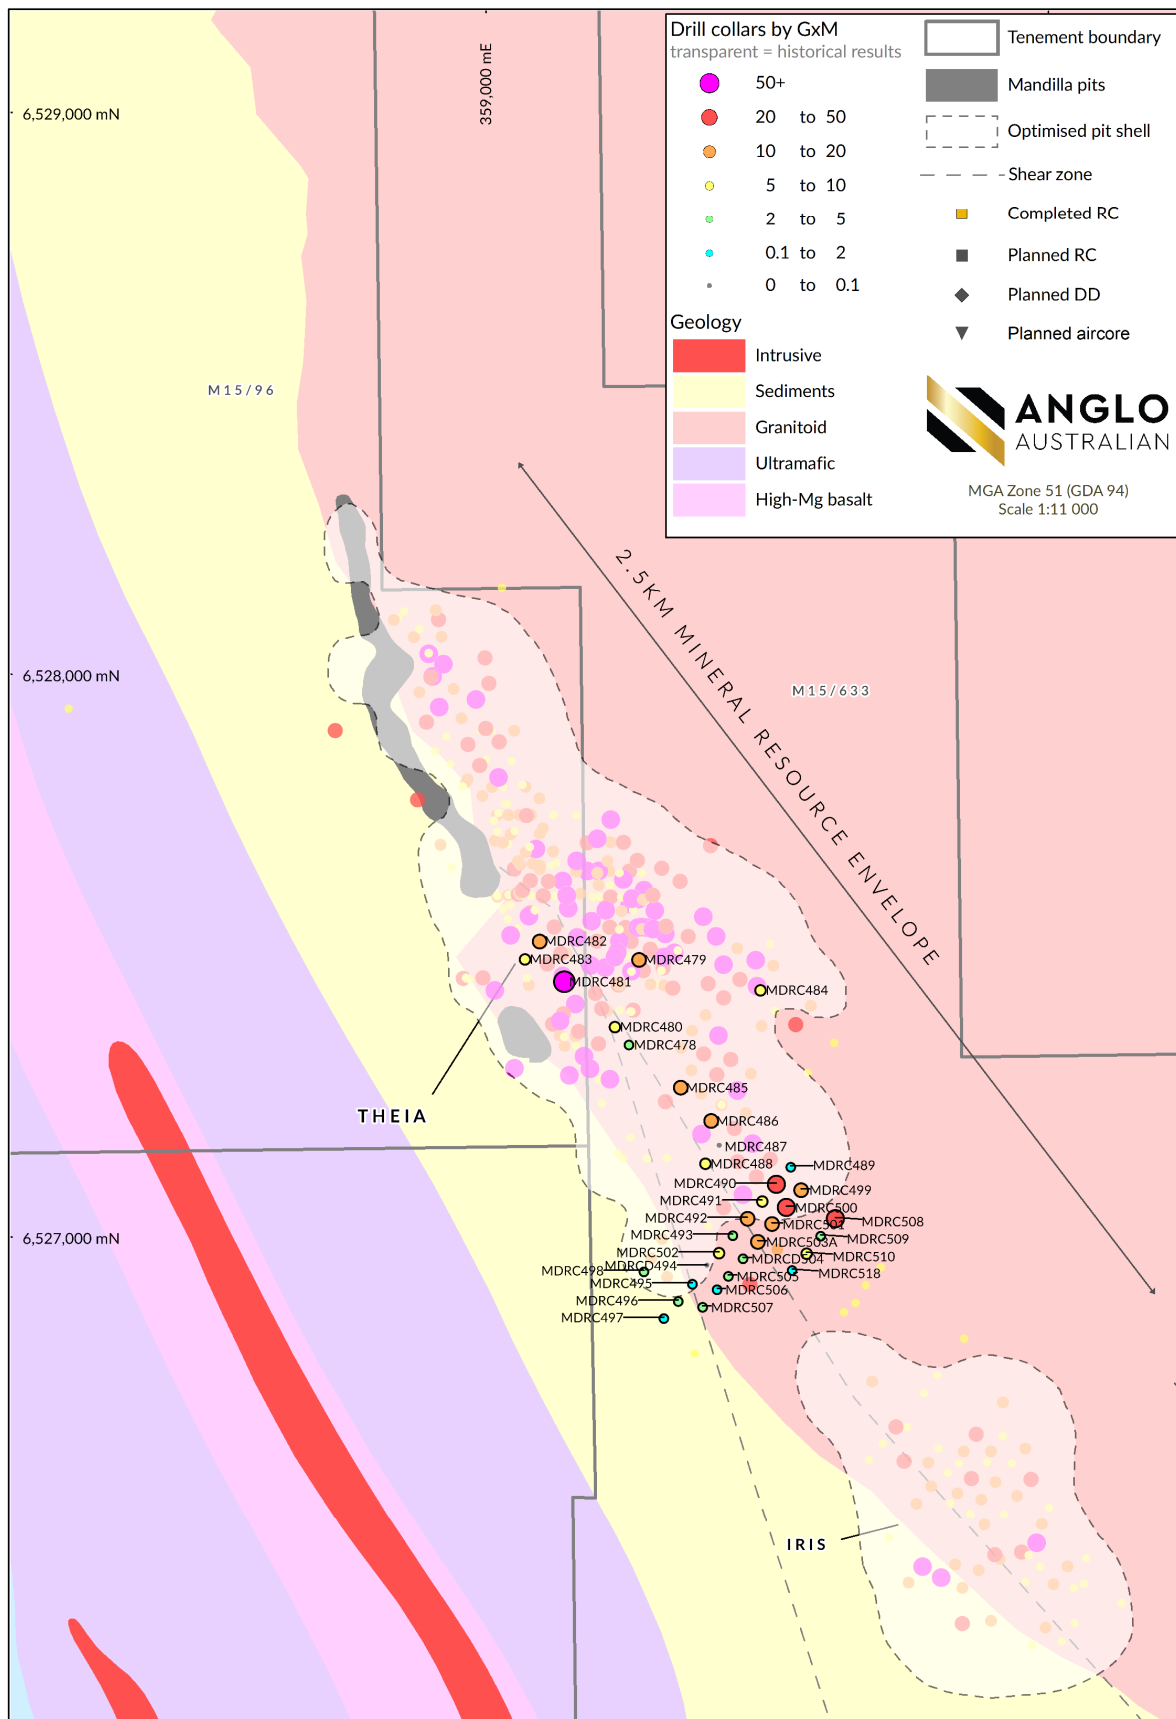 Drill collars by GxM
transparent = historical results
50+
20 to 50
10 to 20
5 to 10
2 to 5
0.1 to 2
0 to 0.1
Geology
Intrusive
Sediments
Granitoid
Ultramafic
High-Mg basalt
Tenement boundary
Mandilla pits
Optimised pit shell
Shear zone
Completed RC
Planned RC
Planned DD
Planned aircore
ANGLO
AUSTRALIAN
MGA Zone 51 (GDA 94)
Scale 1:11 000
359,000 mE
6,529,000 mN
M15/96
2.5KM MINERAL RESOURCE ENVELOPE
6,528,000 mN
M15/633
MDRC482
MDRC483
MDRC479
MDRC481
MDRC484
MDRC480
MDRC478
MDRC485
THEIA
MDRC486
MDRC487
MDRC488
MDRC489
MDRC490
MDRC499
MDRC491
MDRC500
MDRC492
MDRC501
MDRC508
MDRC493
MDRC509
6,527,000 mN
MDRC503A
MDRC502
MDRC510
MDRCD504
MDRCD494
MDRC498
MDRC518
MDRC505
MDRC495
MDRC506
MDRC496
MDRC507
MDRC497
IRIS